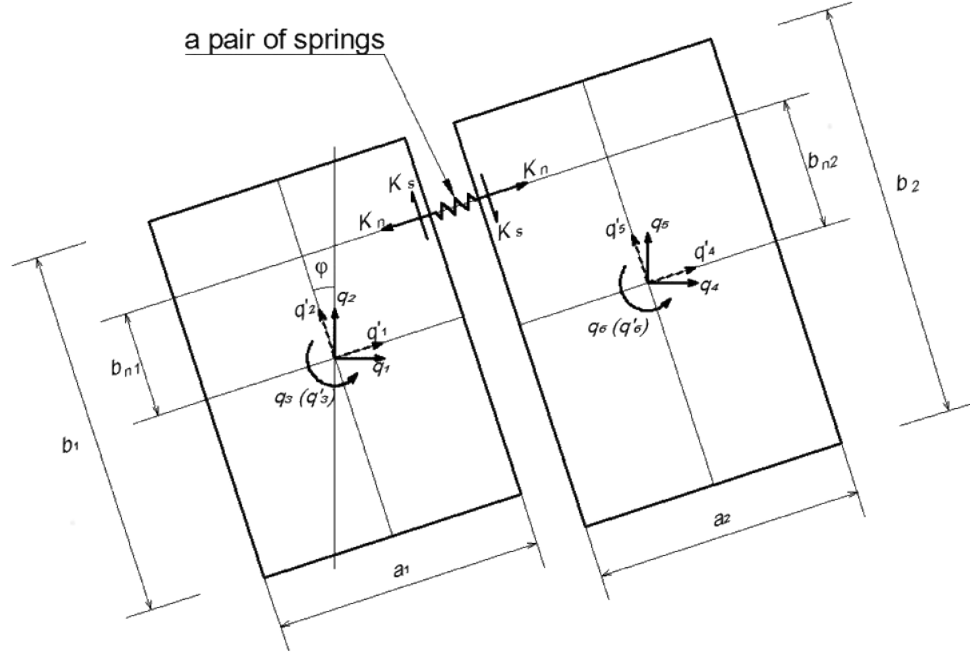 a pair of springs
K s
K n
K n
K s
b n2
b 2
q'5
q5
q'4
q4
q6 (q'6)
φ
q'2
q2
q'1
q1
q3 (q'3)
b n1
b1
a1
a2